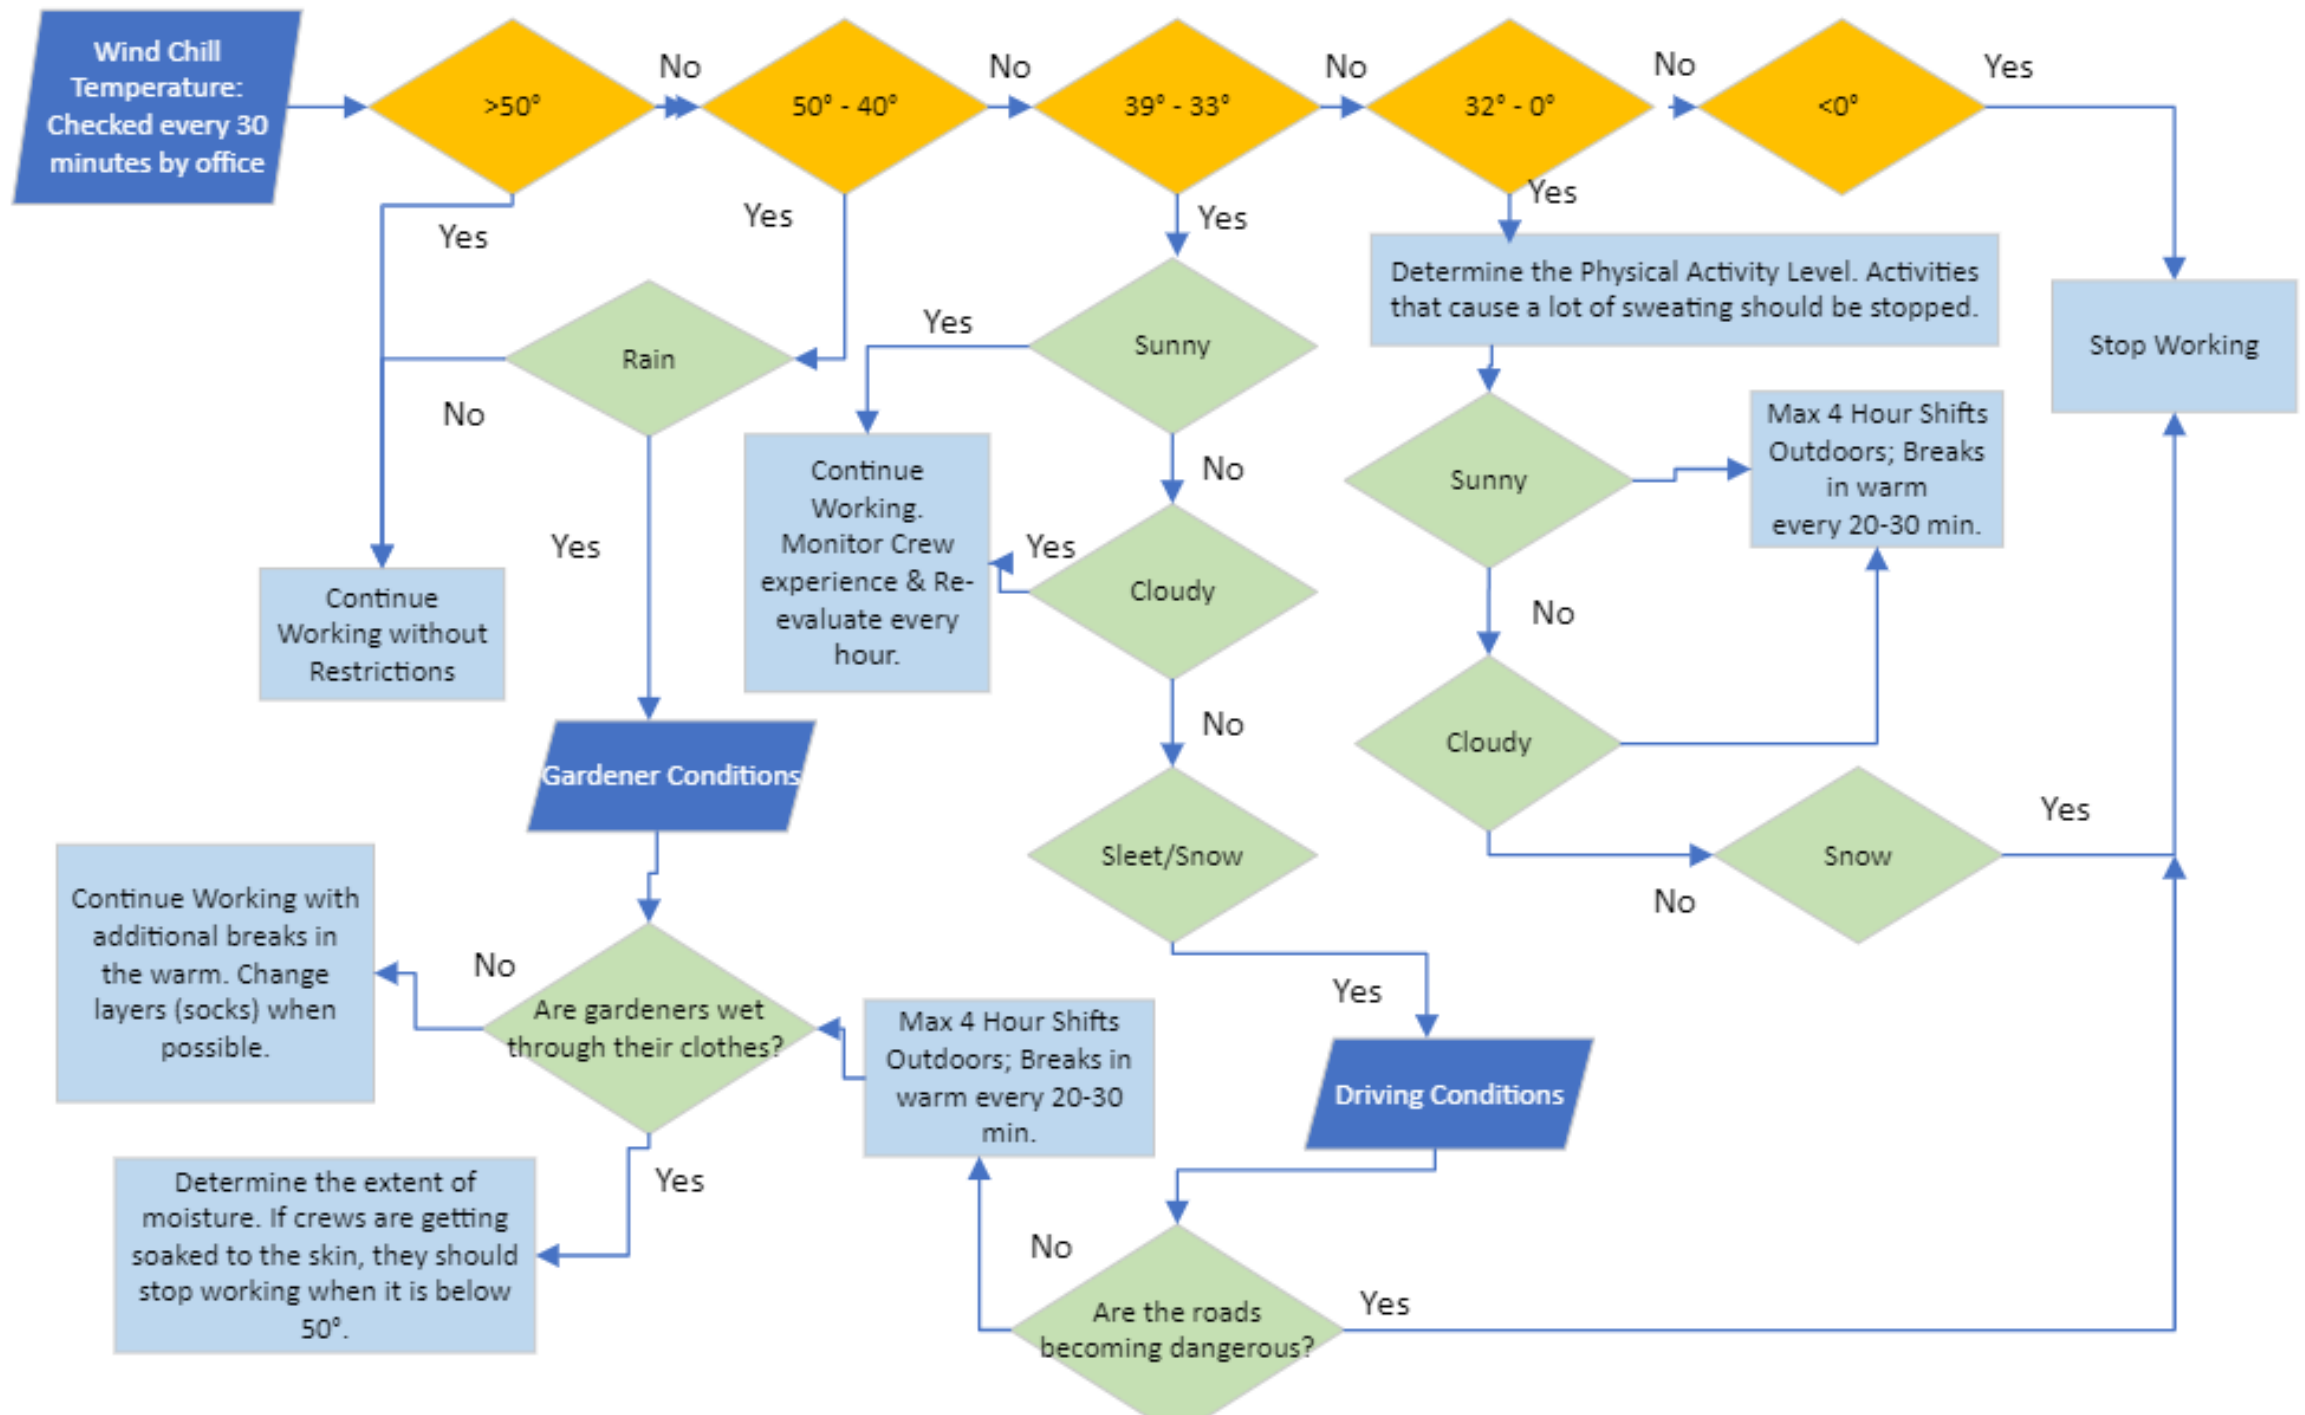 Wind Chill
Temperature:
Checked every 30
minutes by office
>50°
No
50° - 40°
No
39° - 33°
No
32° - 0°
No
<0°
Yes
Yes
Yes
Yes
Yes
Determine the Physical Activity Level. Activities
that cause a lot of sweating should be stopped.
Stop Working
Rain
No
Yes
Sunny
Yes
No
Continue
Working.
Monitor Crew
experience & Re-
evaluate every
hour.
Yes
Cloudy
No
Sunny
Max 4 Hour Shifts
Outdoors; Breaks
in warm
every 20-30 min.
No
Cloudy
No
Snow
Yes
Continue
Working without
Restrictions
Gardener Conditions
Sleet/Snow
Yes
Driving Conditions
Continue Working with
additional breaks in
the warm. Change
layers (socks) when
possible.
No
Are gardeners wet
through their clothes?
Yes
Max 4 Hour Shifts
Outdoors; Breaks in
warm every 20-30
min.
Determine the extent of
moisture. If crews are getting
soaked to the skin, they should
stop working when it is below
50°.
No
Are the roads
becoming dangerous?
Yes